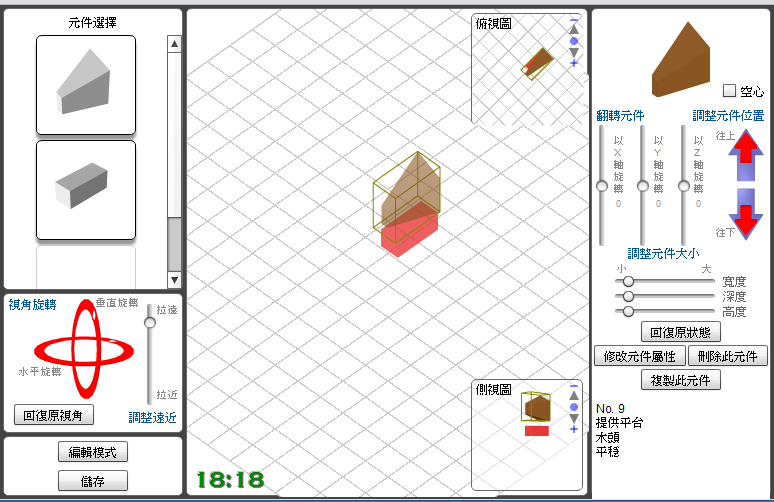 元件選擇
視角旋轉
垂直旋轉
拉遠
水平旋轉
拉近
回復原視角
調整遠近
編輯模式
儲存
俯視圖
側視圖
18:18
空心
翻轉元件
調整元件位置
以X軸旋轉
0
以Y軸旋轉
0
以Z軸旋轉
0
往上
往下
調整元件大小
小
大
寬度
深度
高度
回復原狀態
修改元件屬性
刪除此元件
複製此元件
No. 9
提供平台
木頭
平穩